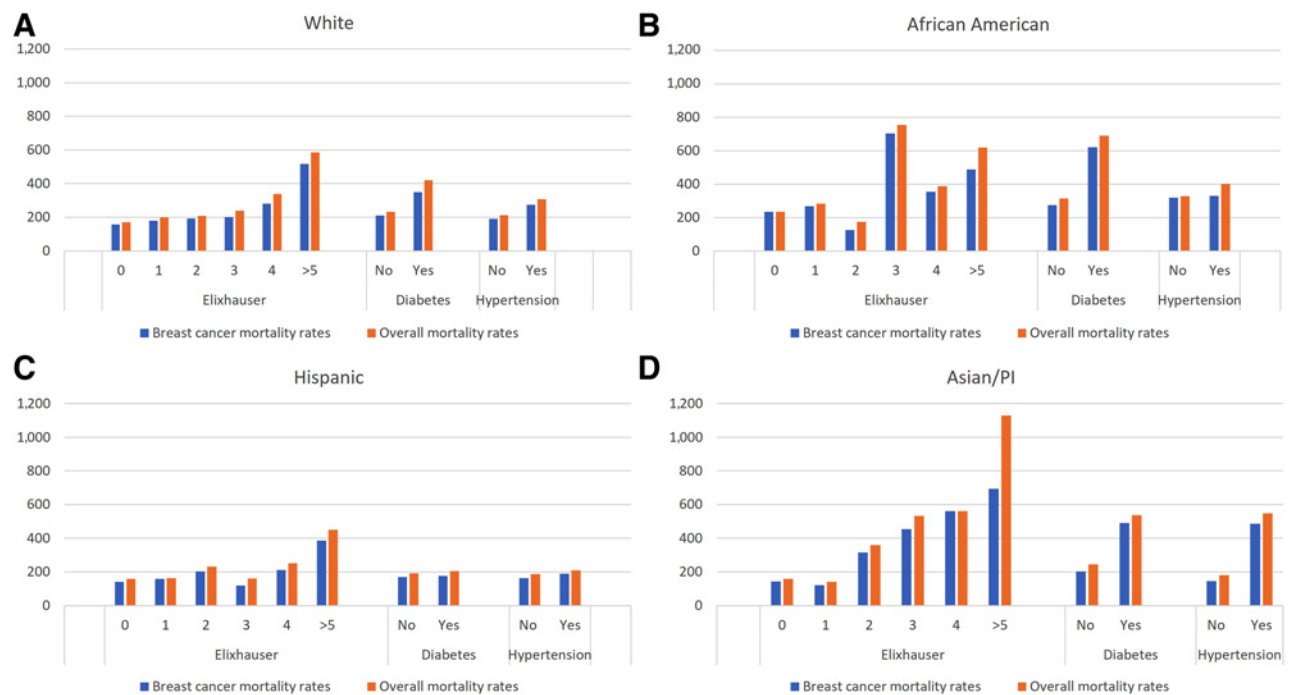 A
White
1,200
1,000
800
600
400
200
0
0 1 2 3 4 >5 No Yes No Yes
Elixhauser Diabetes Hypertension
Breast cancer mortality rates Overall mortality rates
B
African American
1,200
1,000
800
600
400
200
0
0 1 2 3 4 >5 No Yes No Yes
Elixhauser Diabetes Hypertension
Breast cancer mortality rates Overall mortality rates
C
Hispanic
1,200
1,000
800
600
400
200
0
0 1 2 3 4 >5 No Yes No Yes
Elixhauser Diabetes Hypertension
Breast cancer mortality rates Overall mortality rates
D
Asian/PI
1,200
1,000
800
600
400
200
0
0 1 2 3 4 >5 No Yes No Yes
Elixhauser Diabetes Hypertension
Breast cancer mortality rates Overall mortality rates